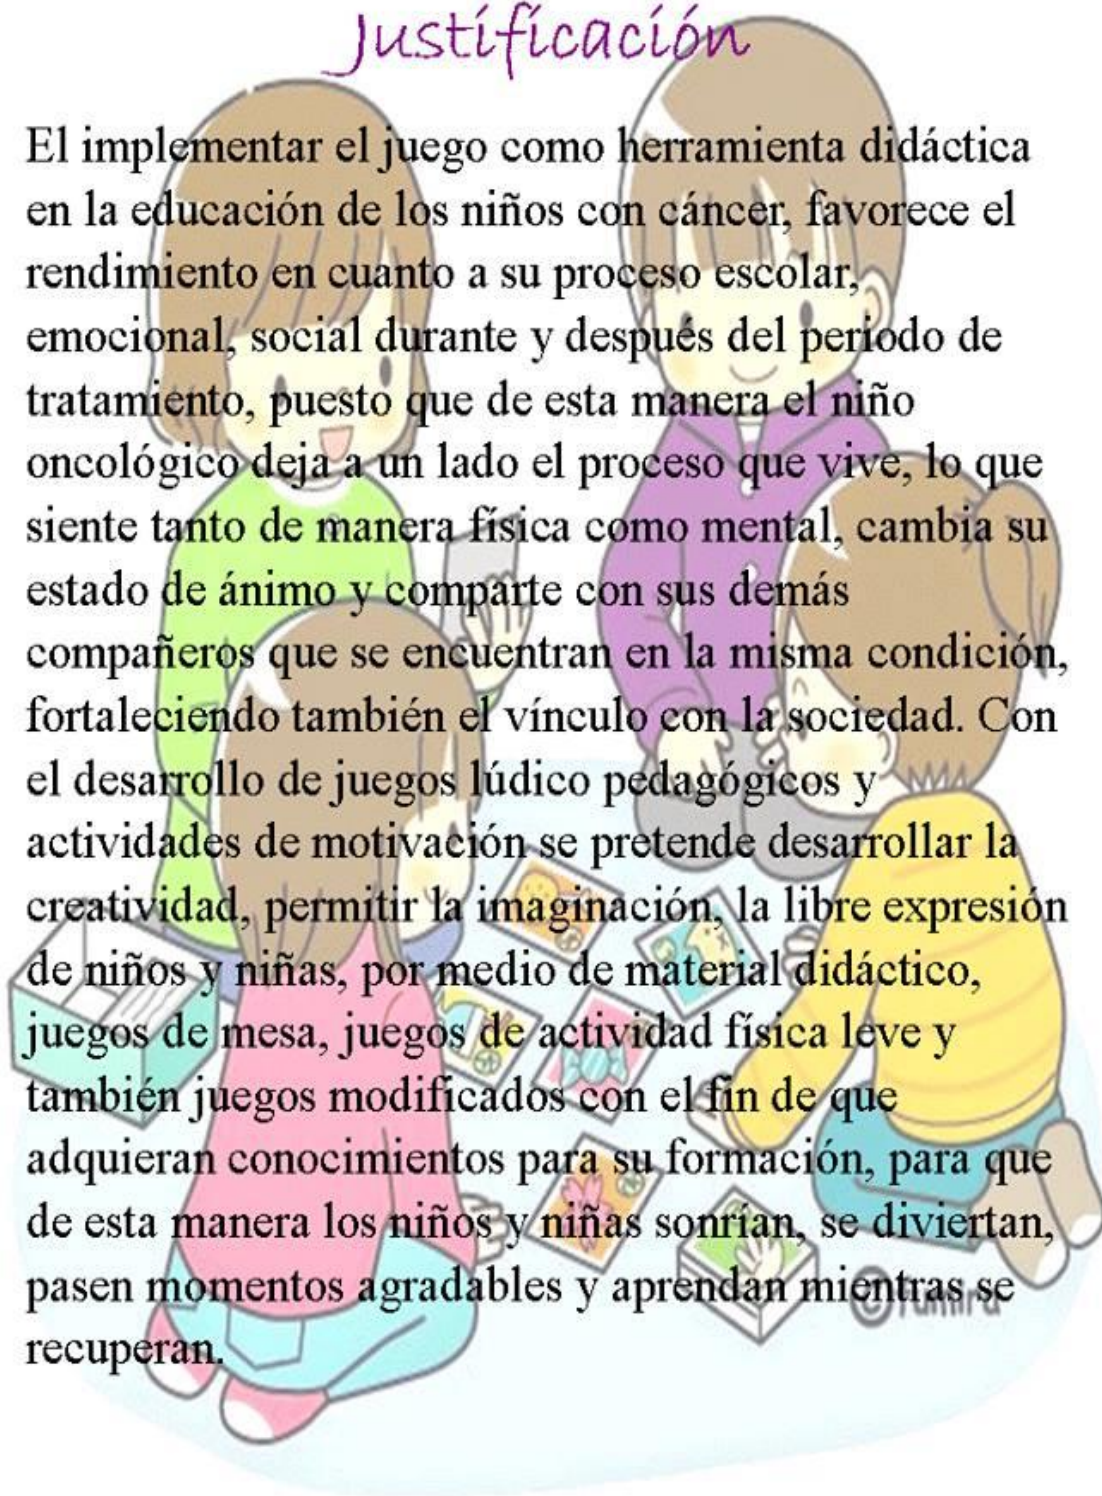 Justificación
El implementar el juego como herramienta didáctica
en la educación de los niños con cáncer, favorece el
rendimiento en cuanto a su proceso escolar,
emocional, social durante y después del periodo de
tratamiento, puesto que de esta manera el niño
oncológico deja a un lado el proceso que vive, lo que
siente tanto de manera física como mental, cambia su
estado de ánimo y comparte con sus demás
compañeros que se encuentran en la misma condición,
fortaleciendo también el vínculo con la sociedad. Con
el desarrollo de juegos lúdico pedagógicos y
actividades de motivación se pretende desarrollar la
creatividad, permitir la imaginación, la libre expresión
de niños y niñas, por medio de material didáctico,
juegos de mesa, juegos de actividad física leve y
también juegos modificados con el fin de que
adquieran conocimientos para su formación, para que
de esta manera los niños y niñas sonrían, se diviertan,
pasen momentos agradables y aprendan mientras se
recuperan.